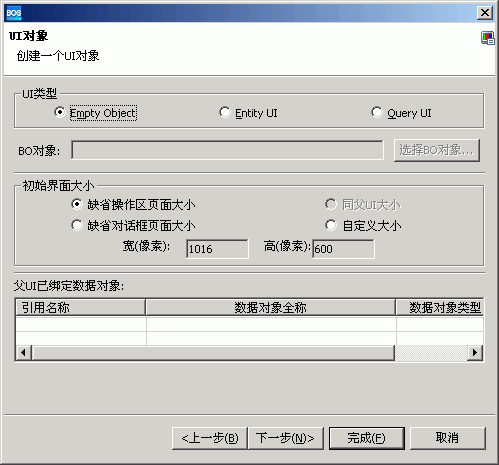 BOS
UI对象
创建一个UI对象
UI类型
Empty Object
Entity UI
Query UI
BO对象:
选择BO对象...
初始界面大小
缺省操作区页面大小
同父UI大小
缺省对话框页面大小
自定义大小
宽(像素): 1016 高(像素): 600
父UI已绑定数据对象:
引用名称 数据对象全称 数据对象类型
<上一步(B) 下一步(N)> 完成(F) 取消